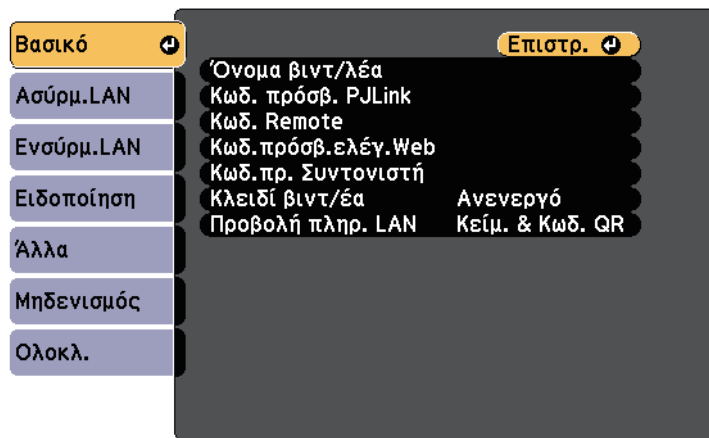 Βασικό
Ασύρμ.LAN
Ενσύρμ.LAN
Ειδοποίηση
Άλλα
Μηδενισμός
Ολοκλ.
Επιστρ.
Όνομα βιντ/λέα
Κωδ. πρόσβ. PJLink
Κωδ. Remote
Κωδ.πρόσβ.ελέγ.Web
Κωδ.πρ. Συντονιστή
Κλειδί βιντ/έα Ανενεργό
Προβολή πληρ. LAN Κείμ. & Κωδ. QR